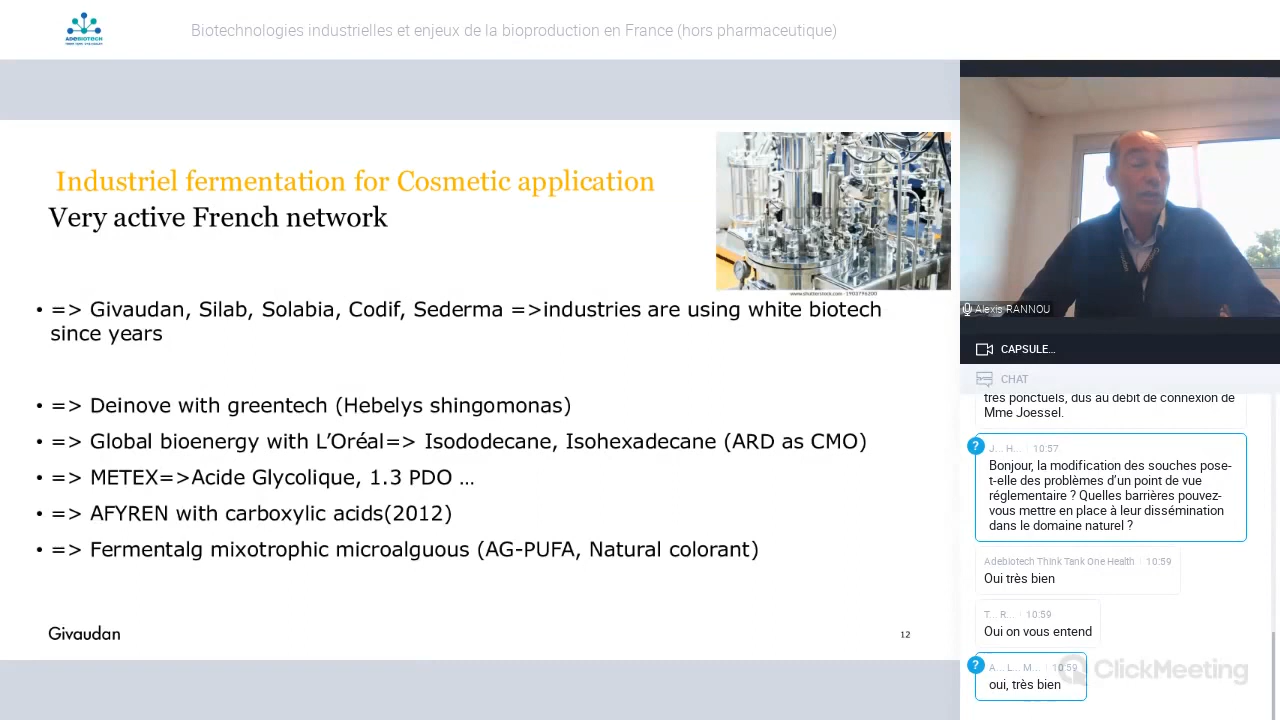 ADEBIOTECH
Biotechnologies industrielles et enjeux de la bioproduction en France (hors pharmaceutique)
Industriel fermentation for Cosmetic application
Very active French network
www.shutterstock.com · 1903796200
• => Givaudan, Silab, Solabia, Codif, Sederma =>industries are using white biotech
since years
• => Deinove with greentech (Hebelys shingomonas)
• => Global bioenergy with L’Oréal=> Isododecane, Isohexadecane (ARD as CMO)
• => METEX=>Acide Glycolique, 1.3 PDO …
• => AFYREN with carboxylic acids(2012)
• => Fermentalg mixotrophic microalguous (AG-PUFA, Natural colorant)
Givaudan
12
Alexis RANNOU
CAPSULE…
CHAT
très ponctuels, dus au débit de connexion de
Mme Joessel.
?
J... H... 10:57
Bonjour, la modification des souches pose-
t-elle des problèmes d’un point de vue
réglementaire ? Quelles barrières pouvez-
vous mettre en place à leur dissémination
dans le domaine naturel ?
Adebiotech Think Tank One Health 10:59
Oui très bien
T... R... 10:59
Oui on vous entend
?
A... L... M... 10:59
oui, très bien
ClickMeeting